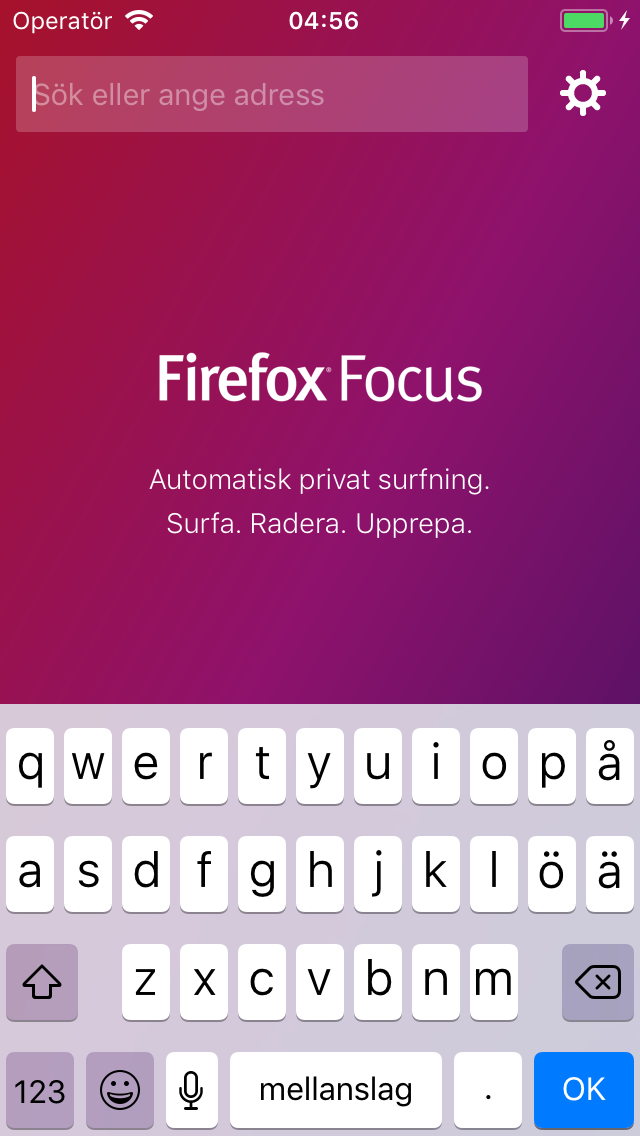 Operatör 04:56
Sök eller ange adress
Firefox® Focus
Automatisk privat surfning.
Surfa. Radera. Upprepa.
q w e r t y u i o p å
a s d f g h j k l ö ä
z x c v b n m
123 mellanslag . OK